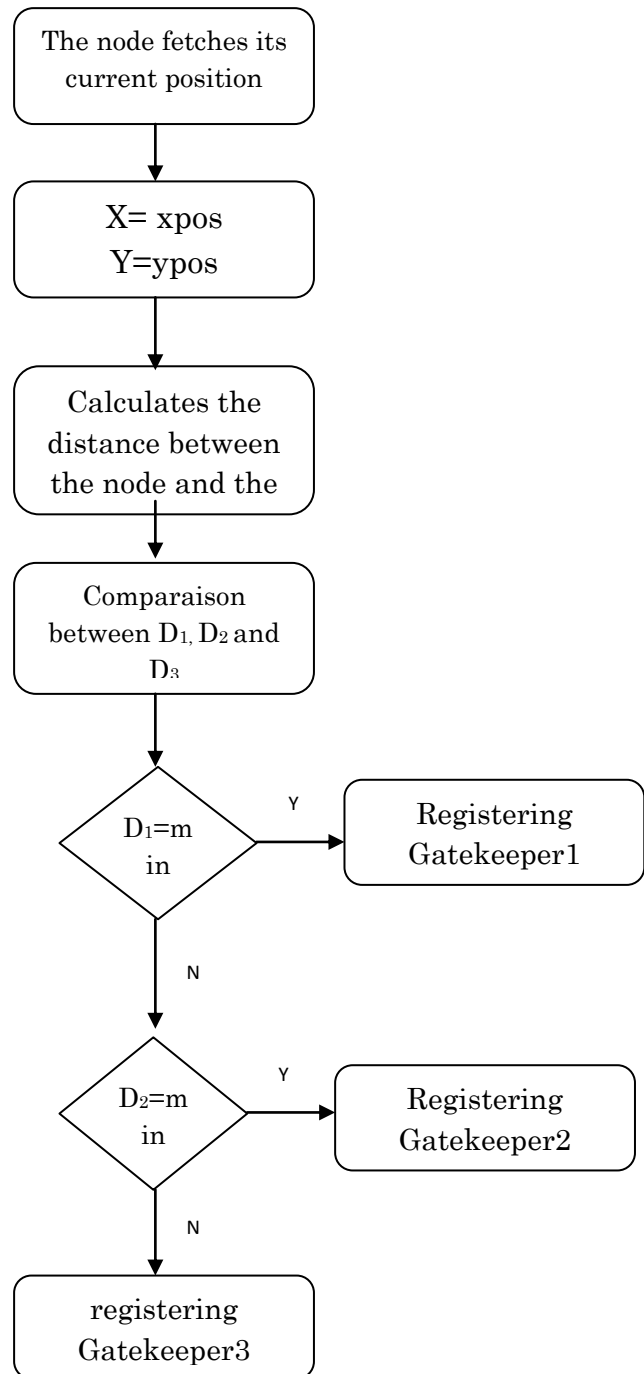 The node fetches its
current position
X= xpos
Y=ypos
Calculates the
distance between
the node and the
Comparaison
between D1, D2 and
D3
D1=m
in
Y
Registering
Gatekeeper1
N
D2=m
in
Y
Registering
Gatekeeper2
N
registering
Gatekeeper3